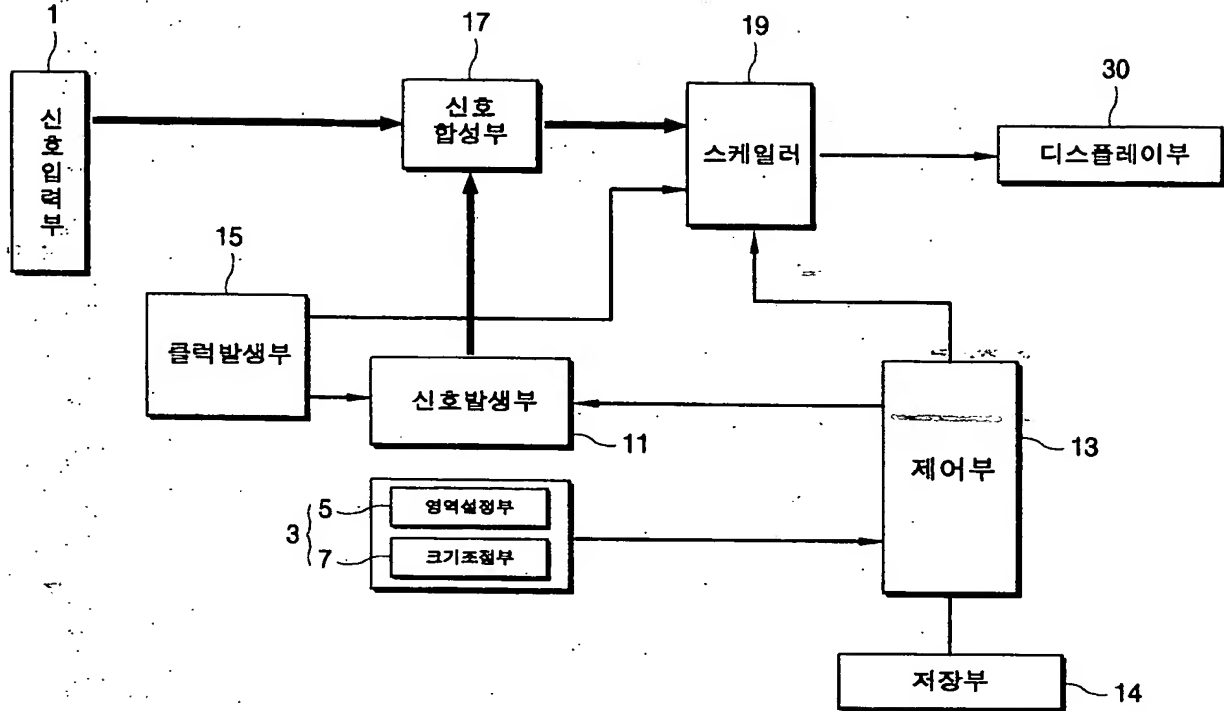 1
17
19
30
신호입력부
신호
합성부
스케일러
디스플레이부
15
클럭발생부
신호발생부
11
제어부
13
3
5
영역설정부
7
크기조절부
저장부
14